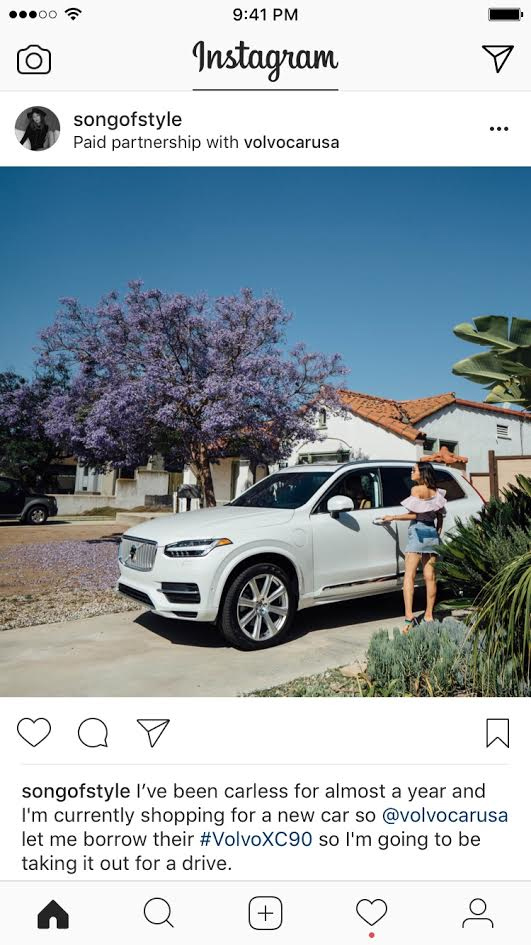 9:41 PM
Instagram
songofstyle
Paid partnership with volvocarusa
songofstyle I’ve been carless for almost a year and
I'm currently shopping for a new car so @volvocarusa
let me borrow their #VolvoXC90 so I'm going to be
taking it out for a drive.